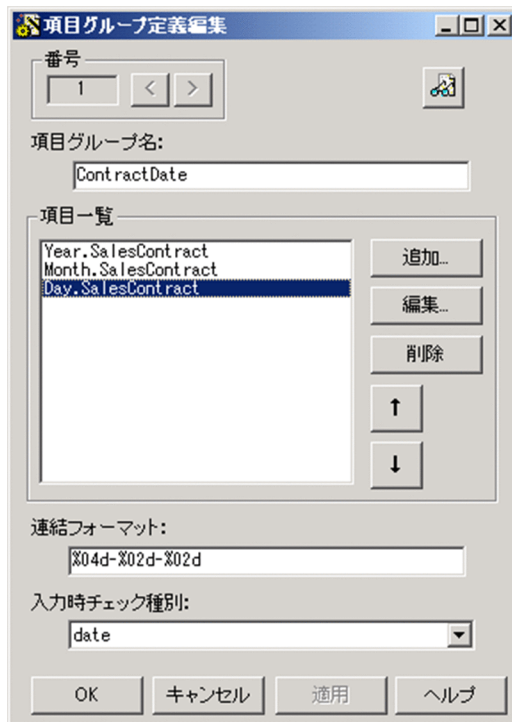 項目グループ定義編集
番号
1
<
>
項目グループ名:
ContractDate
項目一覧
Year.SalesContract
Month.SalesContract
Day.SalesContract
追加...
編集...
削除
↑
↓
連結フォーマット:
%04d-%02d-%02d
入力時チェック種別:
date
OK
キャンセル
適用
ヘルプ